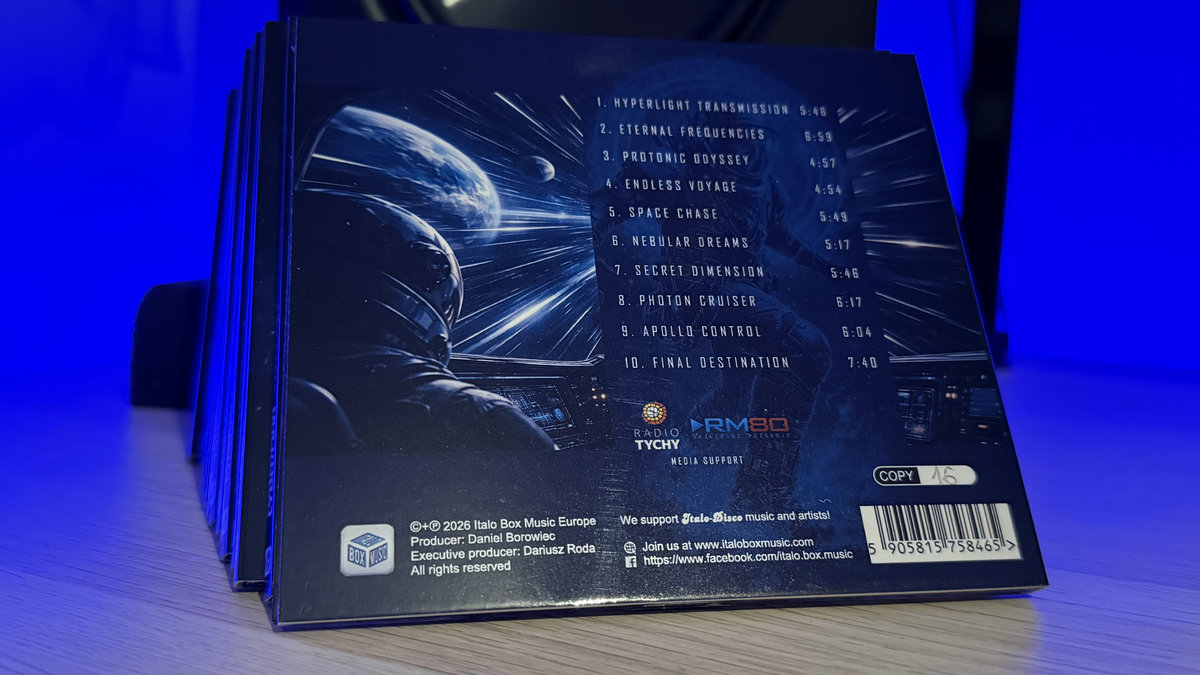 1. HYPERLIGHT TRANSMISSION 5:46
2. ETERNAL FREQUENCIES 6:59
3. PROTONIC ODYSSEY 4:57
4. ENDLESS VOYAGE 4:54
5. SPACE CHASE 5:49
6. NEBULAR DREAMS 5:17
7. SECRET DIMENSION 5:46
8. PHOTON CRUISER 6:17
9. APOLLO CONTROL 6:04
10. FINAL DESTINATION 7:40
RADIO
TYCHY
RM80
MEDIA SUPPORT
COPY 16
BOX MUSIC
©+℗ 2026 Italo Box Music Europe
Producer: Daniel Borowiec
Executive producer: Dariusz Roda
All rights reserved
We support Italo-Disco music and artists!
Join us at www.italoboxmusic.com
https://www.facebook.com/italo.box.music
5 905815 758465 >